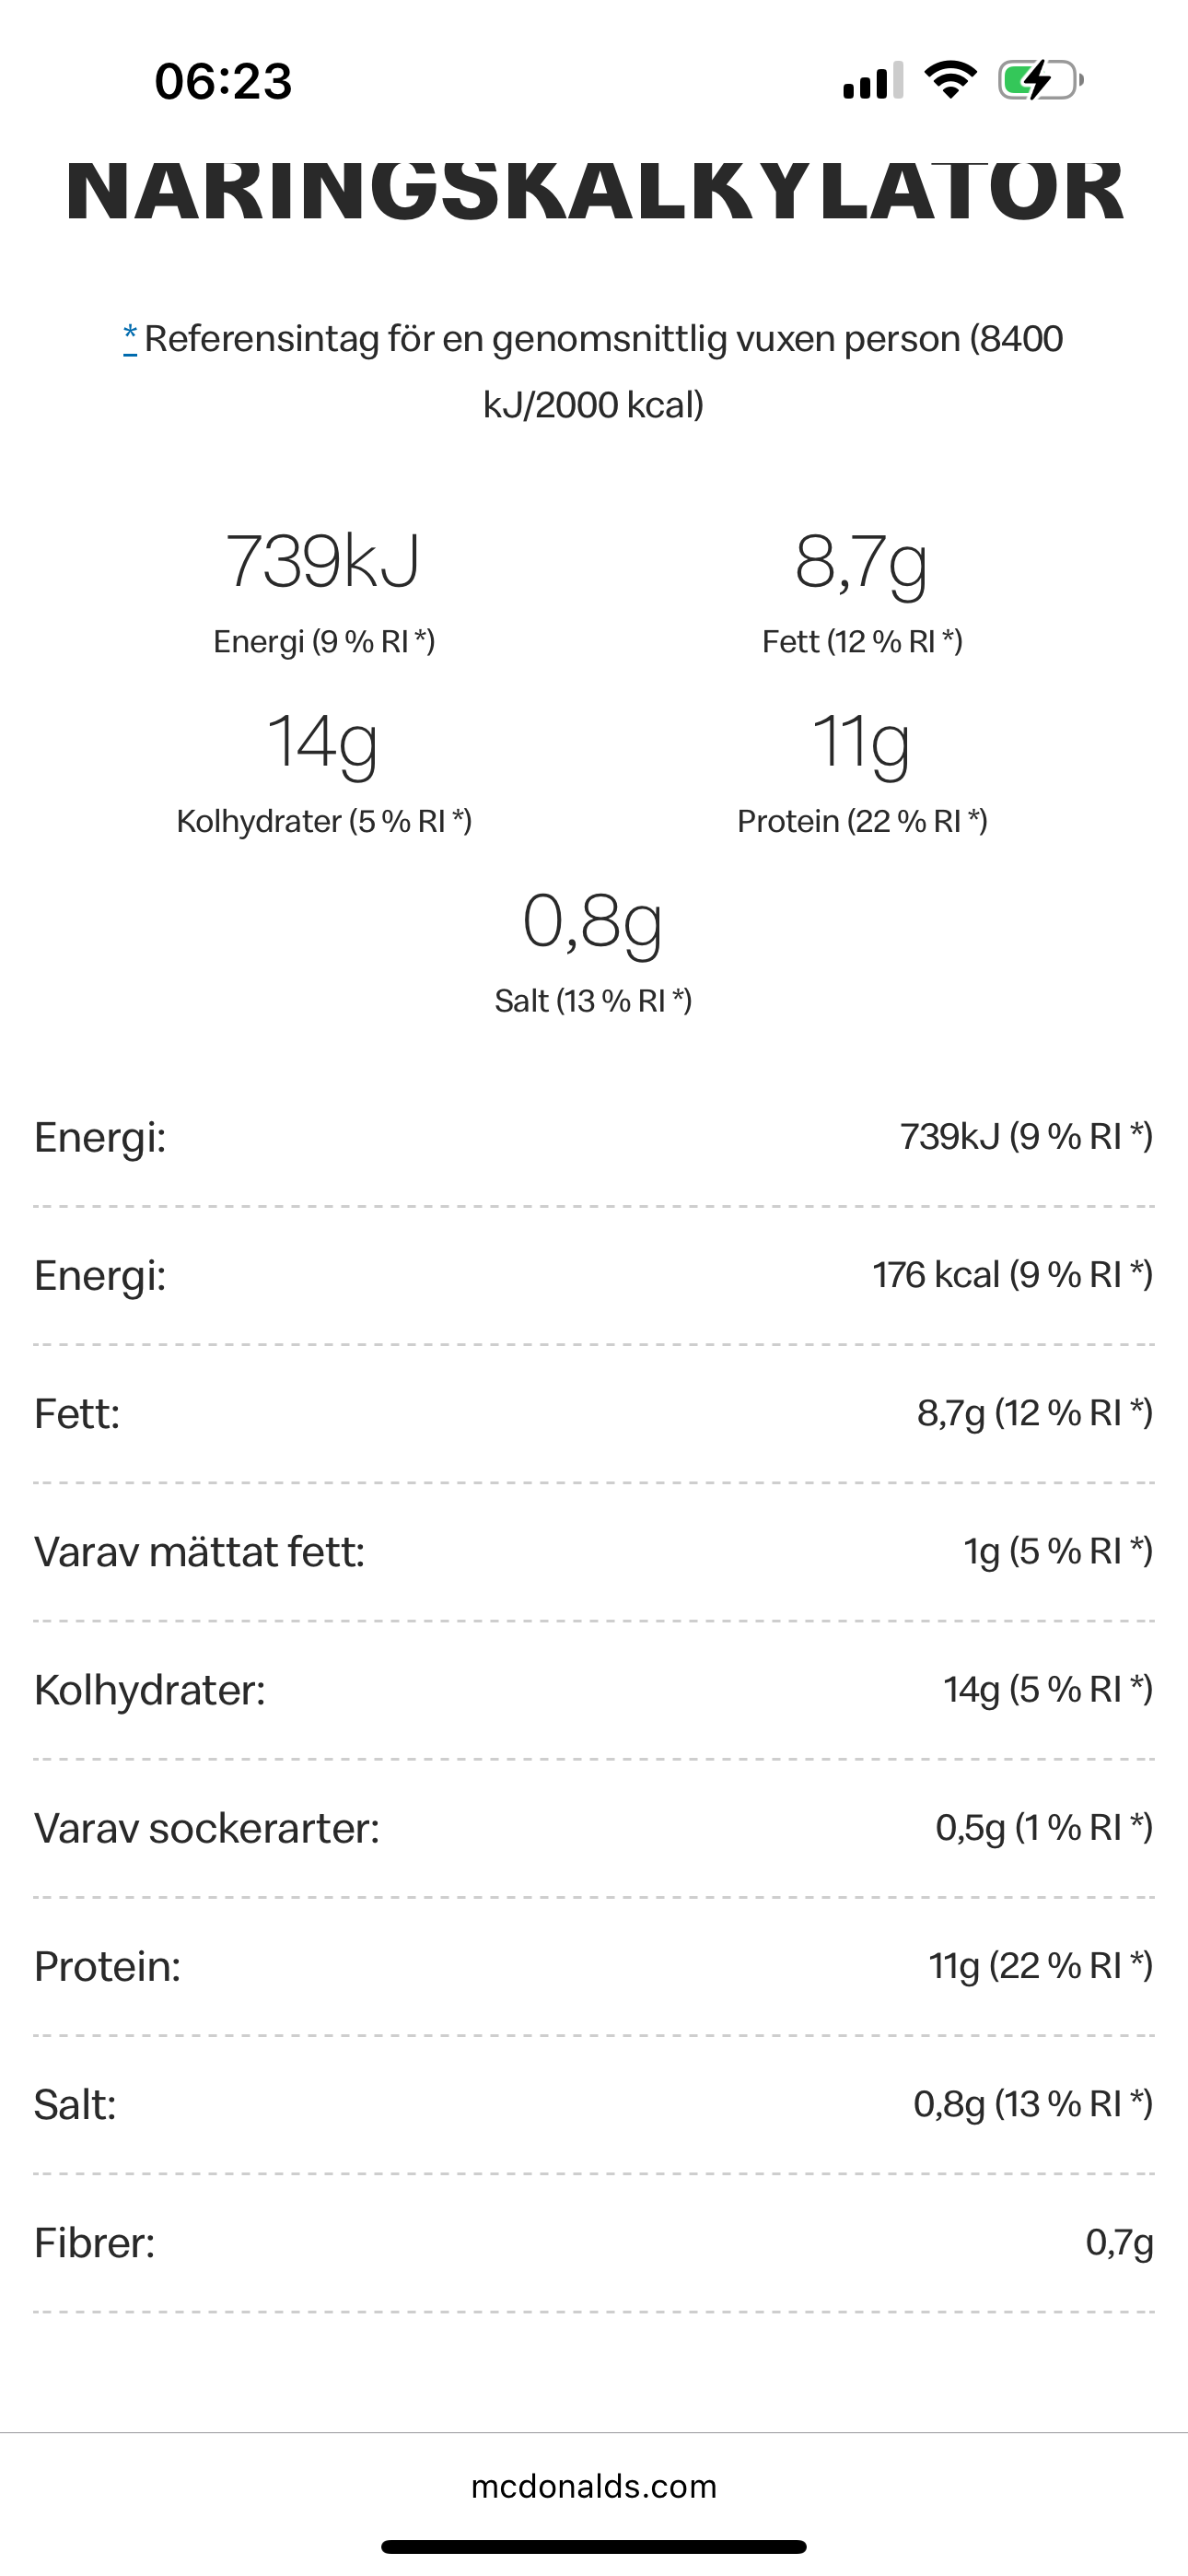 06:23
NÄRINGSKALKYLATOR
* Referensintag för en genomsnittlig vuxen person (8400
kJ/2000 kcal)
739kJ
Energi (9 % RI *)
8,7g
Fett (12 % RI *)
14g
Kolhydrater (5 % RI *)
11g
Protein (22 % RI *)
0,8g
Salt (13 % RI *)
Energi: 739kJ (9 % RI *)
Energi: 176 kcal (9 % RI *)
Fett: 8,7g (12 % RI *)
Varav mättat fett: 1g (5 % RI *)
Kolhydrater: 14g (5 % RI *)
Varav sockerarter: 0,5g (1 % RI *)
Protein: 11g (22 % RI *)
Salt: 0,8g (13 % RI *)
Fibrer: 0,7g
mcdonalds.com